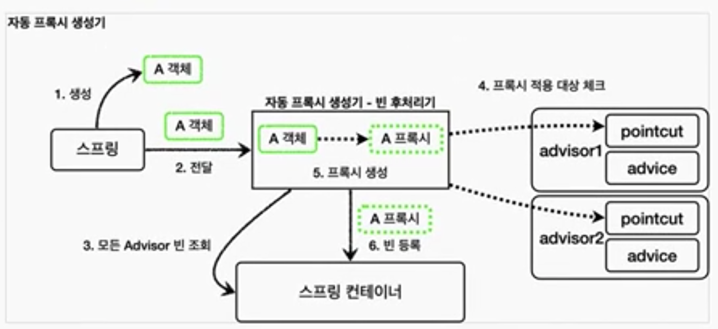 자동 프록시 생성기
A 객체
1. 생성
4. 프록시 적용 대상 체크
자동 프록시 생성기 - 빈 후처리기
A 객체
스프링
2. 전달
A 객체
A 프록시
5. 프록시 생성
advisor1
pointcut
advice
advisor2
pointcut
advice
3. 모든 Advisor 빈 조회
A 프록시
6. 빈 등록
스프링 컨테이너